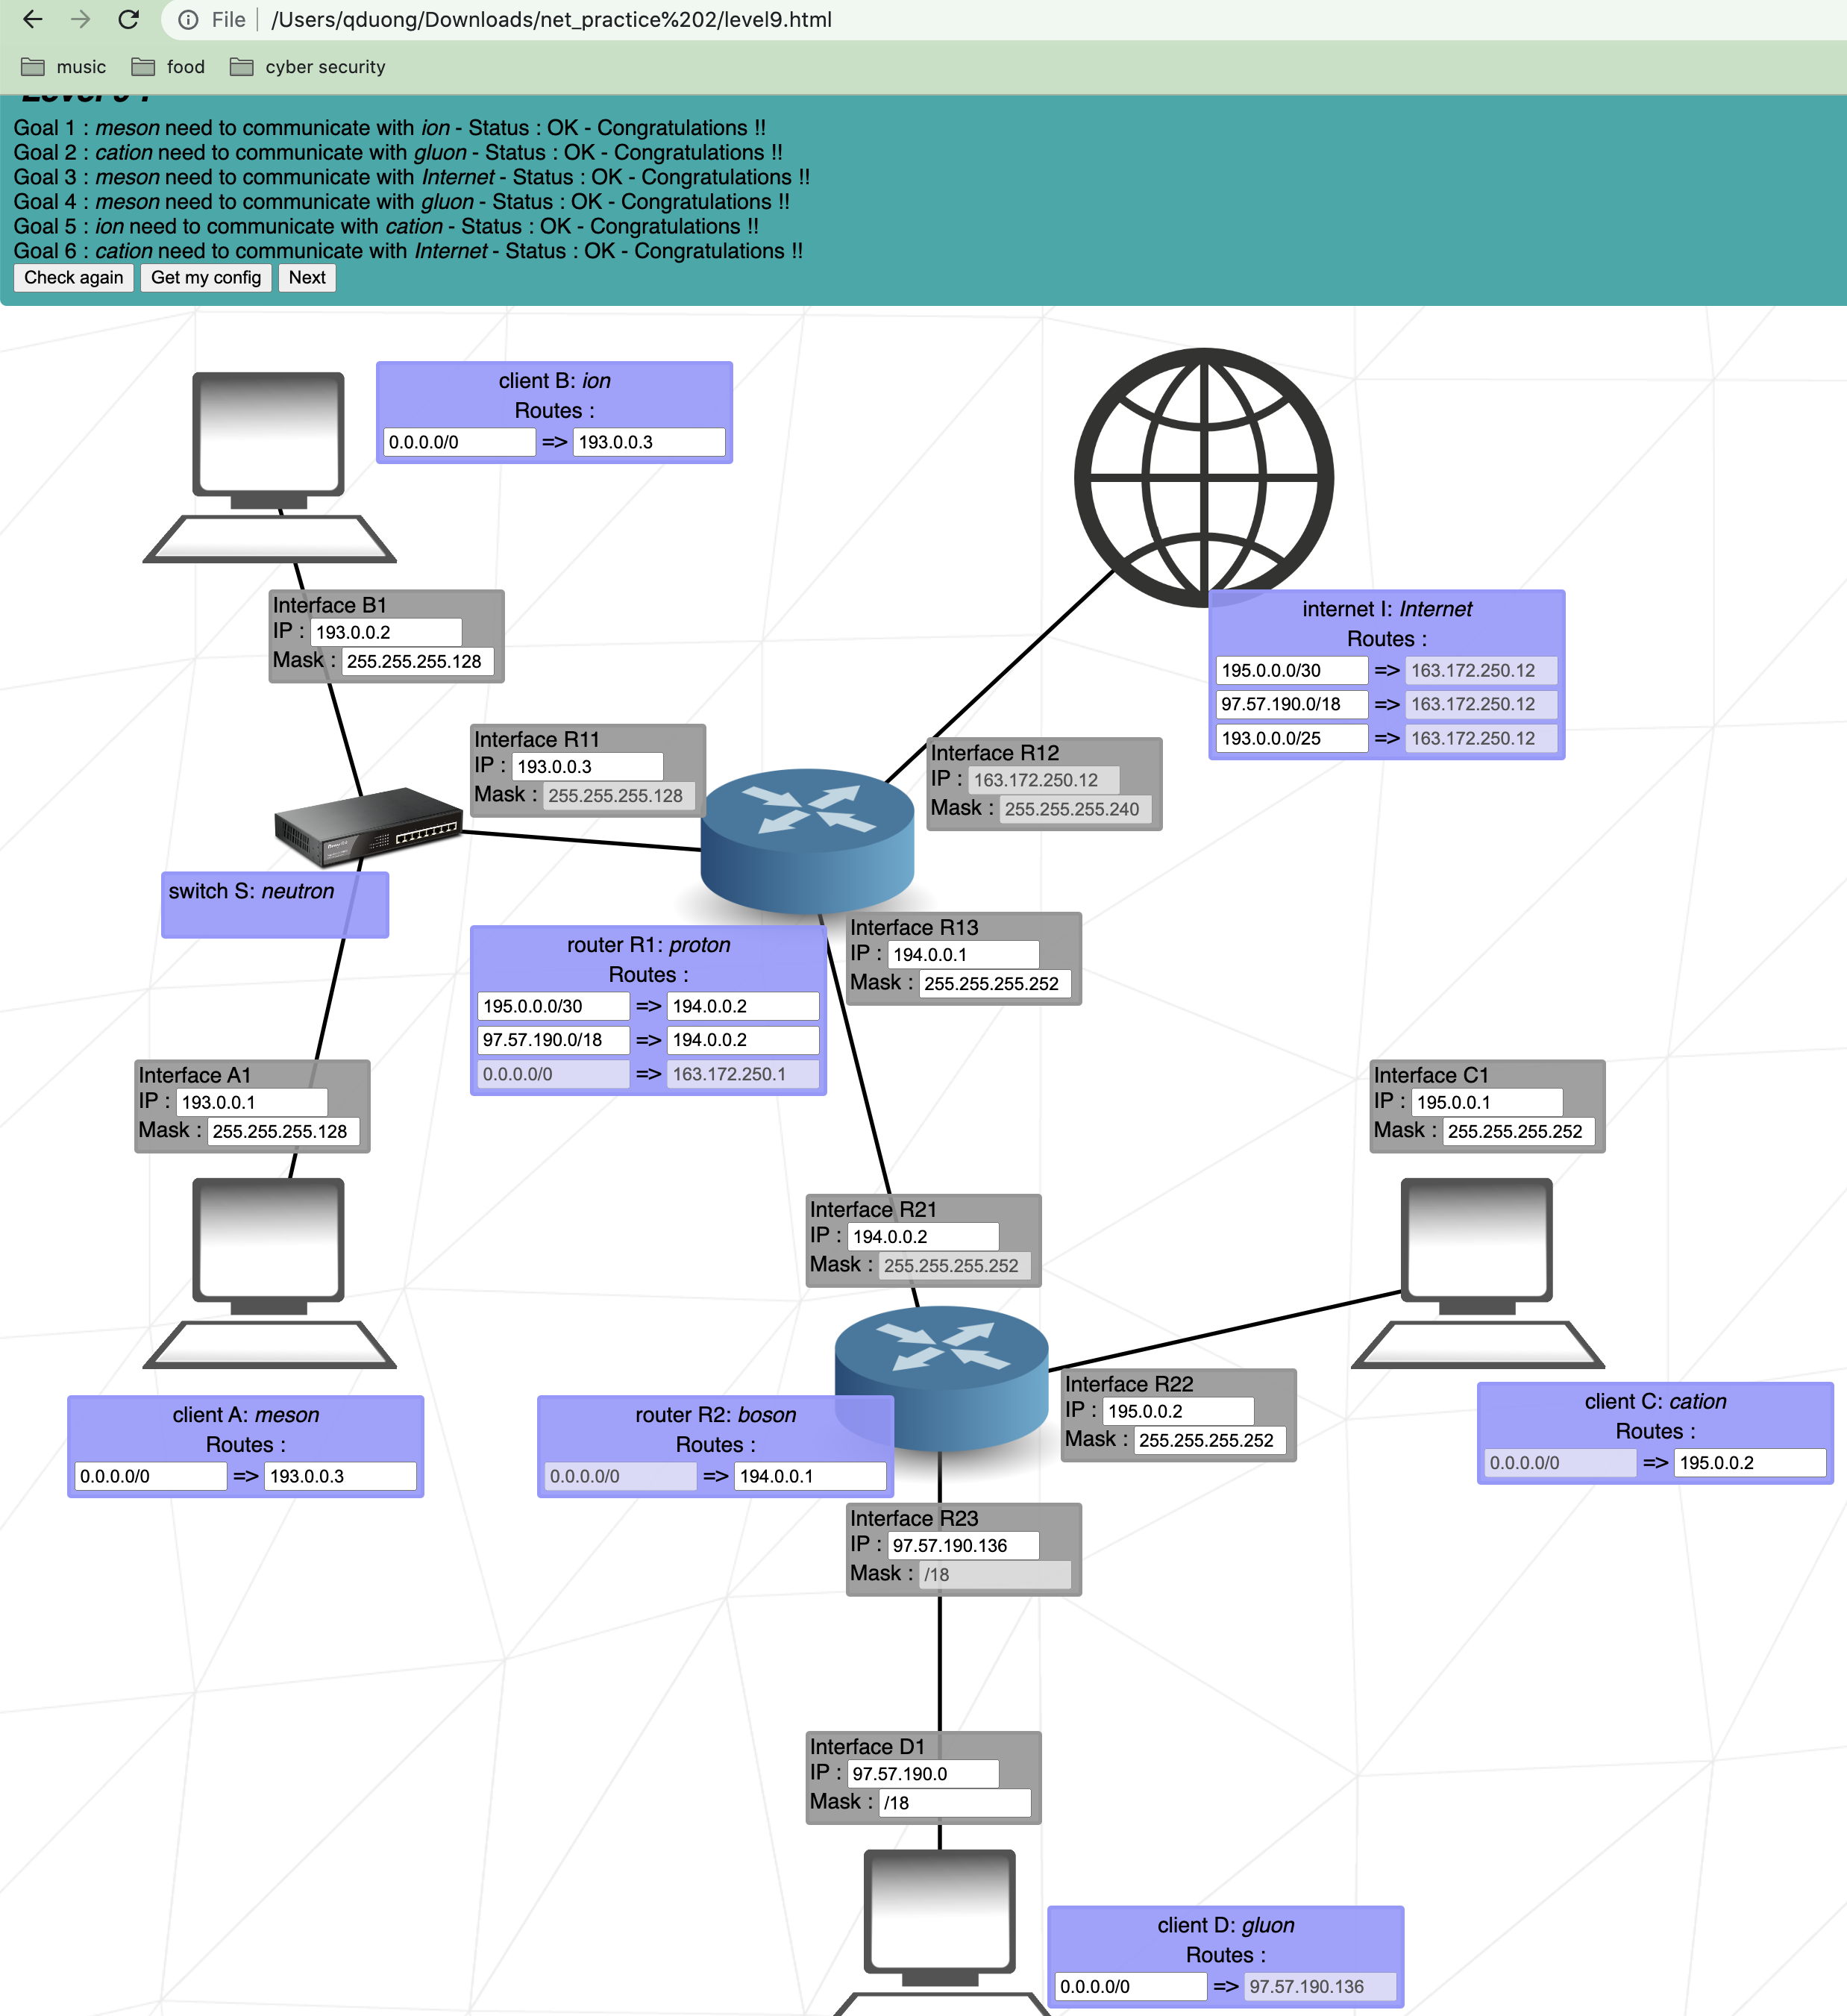 File | /Users/qduong/Downloads/net_practice%202/level9.html
music food cyber security
Level 9 :
Goal 1 : meson need to communicate with ion - Status : OK - Congratulations !!
Goal 2 : cation need to communicate with gluon - Status : OK - Congratulations !!
Goal 3 : meson need to communicate with Internet - Status : OK - Congratulations !!
Goal 4 : meson need to communicate with gluon - Status : OK - Congratulations !!
Goal 5 : ion need to communicate with cation - Status : OK - Congratulations !!
Goal 6 : cation need to communicate with Internet - Status : OK - Congratulations !!
Check again Get my config Next
client B: ion
Routes :
0.0.0.0/0 => 193.0.0.3
Interface B1
IP : 193.0.0.2
Mask : 255.255.255.128
internet I: Internet
Routes :
195.0.0.0/30 => 163.172.250.12
97.57.190.0/18 => 163.172.250.12
193.0.0.0/25 => 163.172.250.12
Interface R11
IP : 193.0.0.3
Mask : 255.255.255.128
Interface R12
IP : 163.172.250.12
Mask : 255.255.255.240
switch S: neutron
Interface R13
IP : 194.0.0.1
Mask : 255.255.255.252
router R1: proton
Routes :
195.0.0.0/30 => 194.0.0.2
97.57.190.0/18 => 194.0.0.2
0.0.0.0/0 => 163.172.250.1
Interface A1
IP : 193.0.0.1
Mask : 255.255.255.128
Interface C1
IP : 195.0.0.1
Mask : 255.255.255.252
Interface R21
IP : 194.0.0.2
Mask : 255.255.255.252
Interface R22
IP : 195.0.0.2
Mask : 255.255.255.252
client A: meson
Routes :
0.0.0.0/0 => 193.0.0.3
router R2: boson
Routes :
0.0.0.0/0 => 194.0.0.1
client C: cation
Routes :
0.0.0.0/0 => 195.0.0.2
Interface R23
IP : 97.57.190.136
Mask : /18
Interface D1
IP : 97.57.190.0
Mask : /18
client D: gluon
Routes :
0.0.0.0/0 => 97.57.190.136